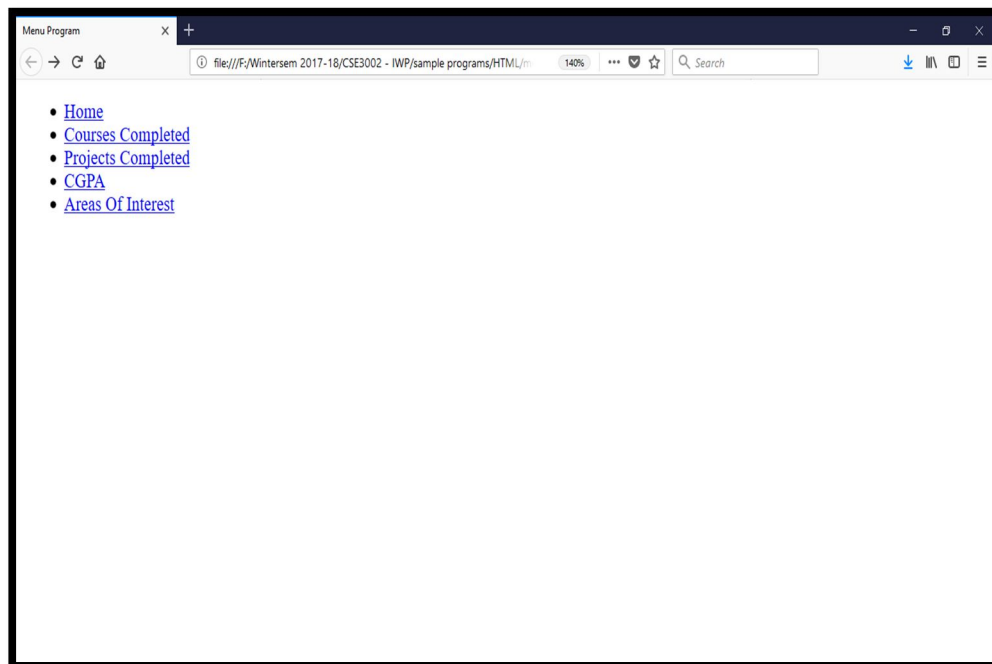 Menu Program
file:///F:/Wintersem 2017-18/CSE3002 - IWP/sample programs/HTML/m
140%
Search
Home
Courses Completed
Projects Completed
CGPA
Areas Of Interest